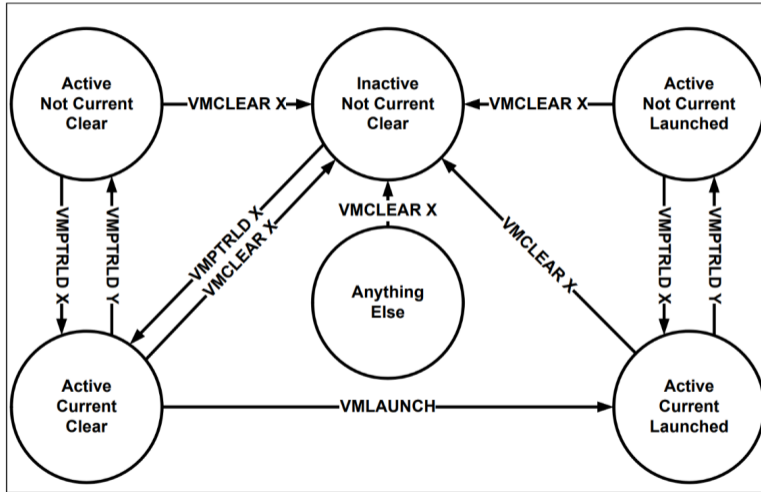 Active
Not Current
Clear
VMCLEAR X
Inactive
Not Current
Clear
VMCLEAR X
Active
Not Current
Launched
VMPTRLD X
VMPTRLD Y
VMPTRLD X
VMCLEAR X
VMCLEAR X
Anything
Else
VMCLEAR X
VMPTRLD X
VMPTRLD Y
Active
Current
Clear
VMLAUNCH
Active
Current
Launched